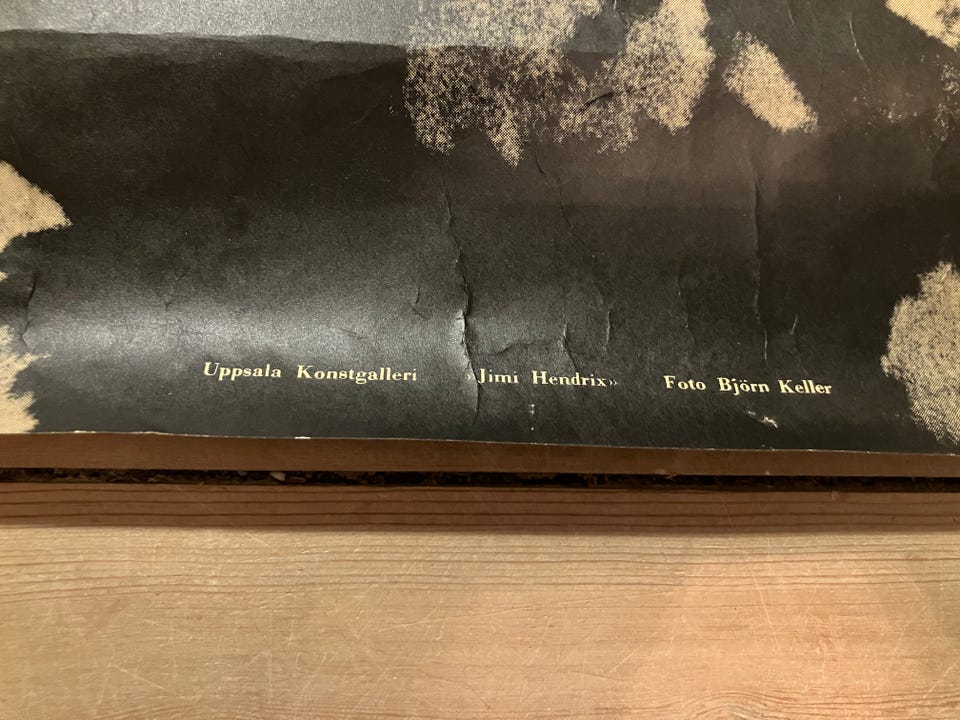 Uppsala Konstgalleri »Jimi Hendrix» Foto Björn Keller